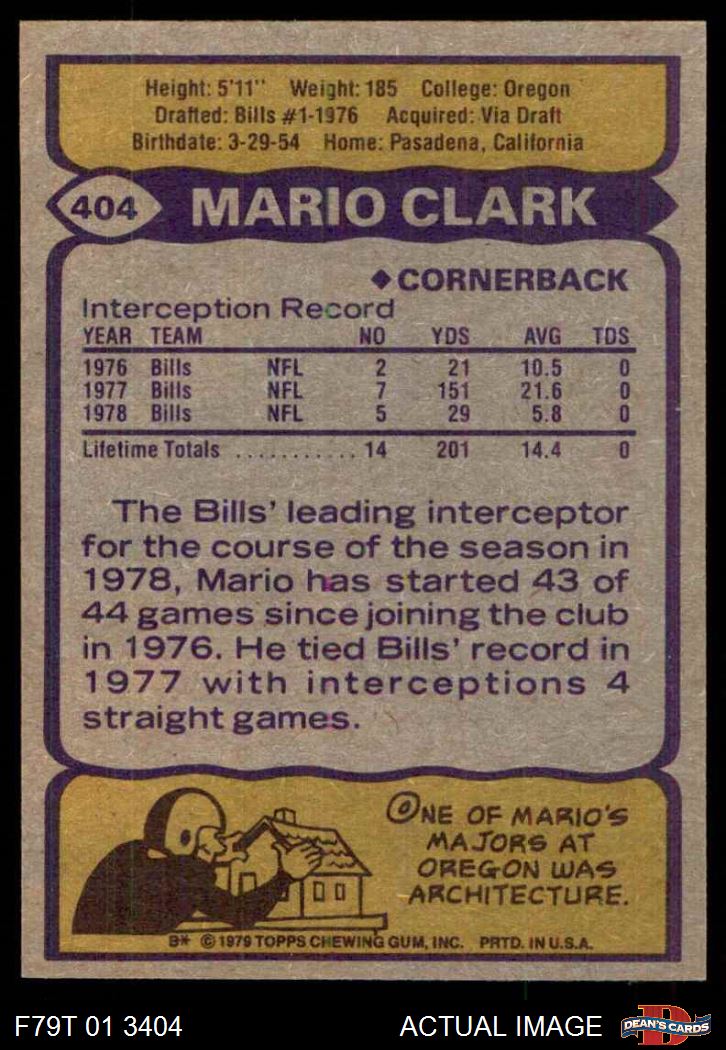 Height: 5'11" Weight: 185 College: Oregon
Drafted: Bills #1-1976 Acquired: Via Draft
Birthdate: 3-29-54 Home: Pasadena, California
404 MARIO CLARK
◆CORNERBACK
Interception Record
YEAR TEAM NO YDS AVG TDS
1976 Bills NFL 2 21 10.5 0
1977 Bills NFL 7 151 21.6 0
1978 Bills NFL 5 29 5.8 0
Lifetime Totals ........... 14 201 14.4 0
The Bills' leading interceptor
for the course of the season in
1978, Mario has started 43 of
44 games since joining the club
in 1976. He tied Bills' record in
1977 with interceptions 4
straight games.
ONE OF MARIO'S
MAJORS AT
OREGON WAS
ARCHITECTURE.
B* © 1979 TOPPS CHEWING GUM, INC. PRTD. IN U.S.A.
F79T 01 3404 ACTUAL IMAGE D DEAN'S CARDS